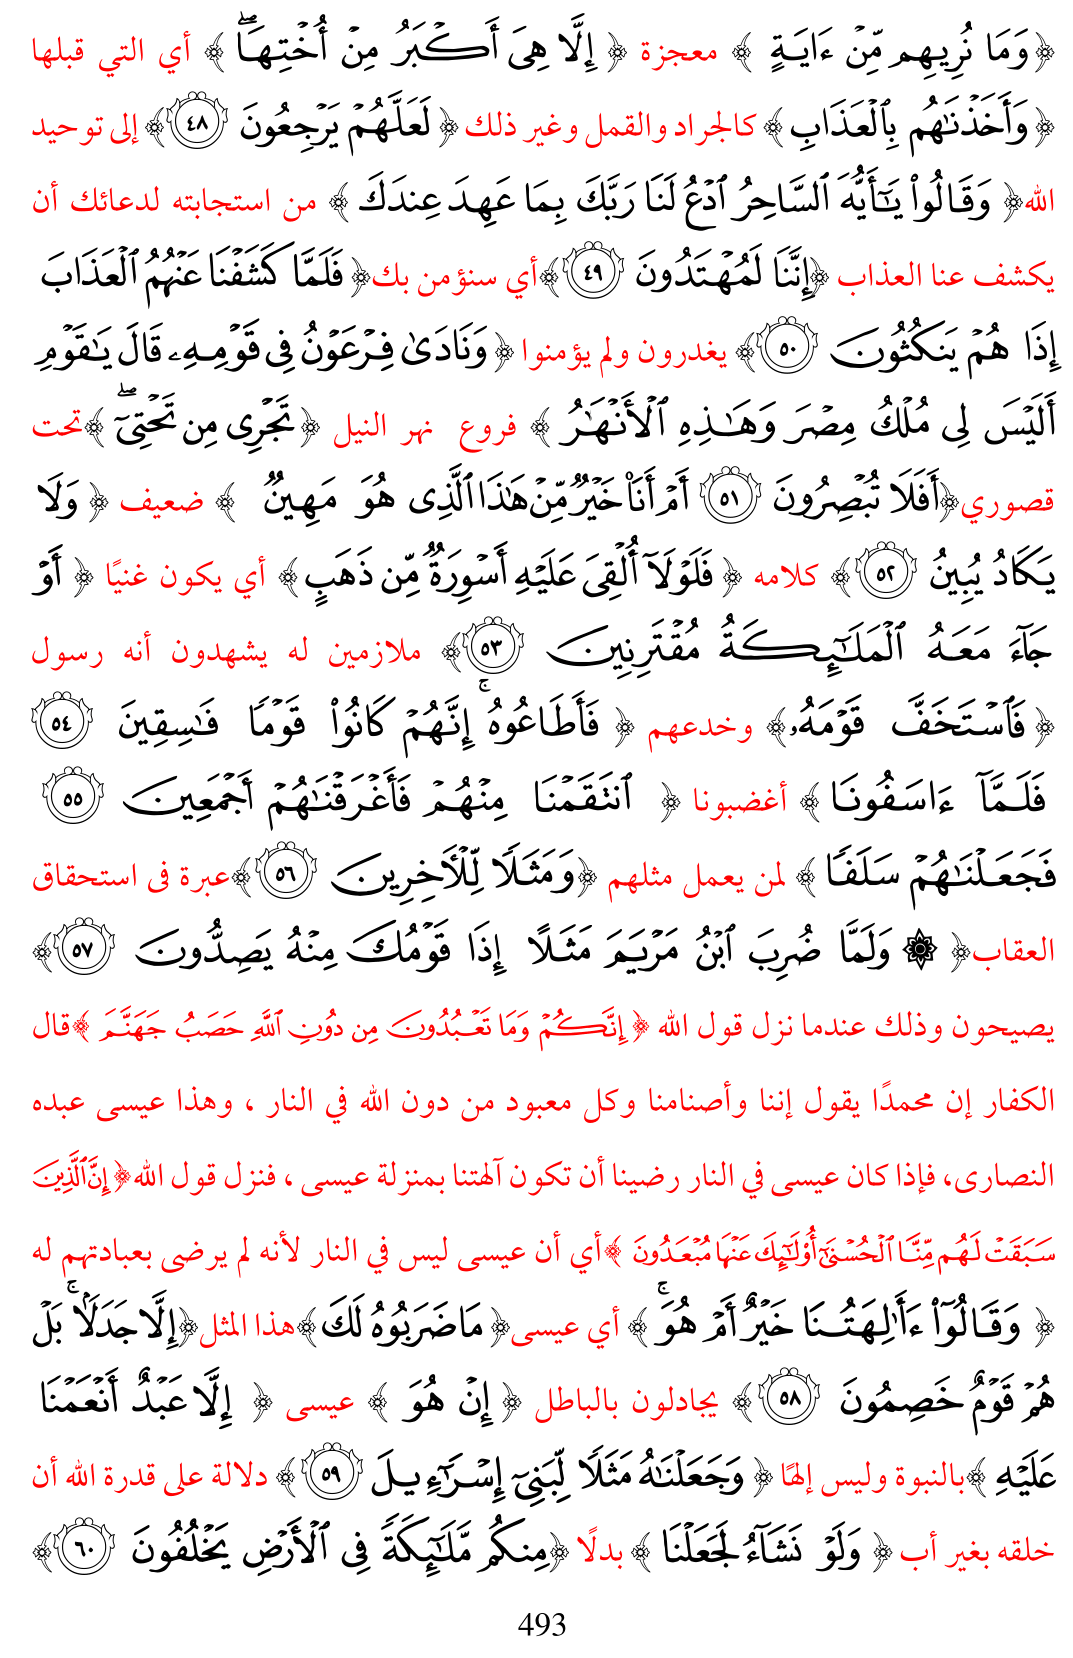 ﴿ وَمَا نُرِيهِم مِّنْ ءَايَةٍ ﴾ معجزة ﴿ إِلَّا هِىَ أَكْبَرُ مِنْ أُخْتِهَا ۖ ﴾ أي التي قبلها
﴿ وَأَخَذْنَٰهُم بِٱلْعَذَابِ ﴾ كالجراد والقمل وغير ذلك ﴿ لَعَلَّهُمْ يَرْجِعُونَ ٤٨ ﴾ إلى توحيد
الله ﴿ وَقَالُوا۟ يَٰٓأَيُّهَ ٱلسَّاحِرُ ٱدْعُ لَنَا رَبَّكَ بِمَا عَهِدَ عِندَكَ ﴾ من استجابته لدعائك أن
يكشف عنا العذاب ﴿ إِنَّنَا لَمُهْتَدُونَ ٤٩ ﴾ أي سنؤمن بك ﴿ فَلَمَّا كَشَفْنَا عَنْهُمُ ٱلْعَذَابَ
إِذَا هُمْ يَنكُثُونَ ٥٠ ﴾ يغدرون ولم يؤمنوا ﴿ وَنَادَىٰ فِرْعَوْنُ فِى قَوْمِهِۦ قَالَ يَٰقَوْمِ
أَلَيْسَ لِى مُلْكُ مِصْرَ وَهَٰذِهِ ٱلْأَنْهَٰرُ ﴾ فروع نهر النيل ﴿ تَجْرِى مِن تَحْتِىٓ ۖ ﴾ تحت
قصوري ﴿ أَفَلَا تُبْصِرُونَ ٥١ أَمْ أَنَا۠ خَيْرٌ مِّنْ هَٰذَا ٱلَّذِى هُوَ مَهِينٌ ﴾ ضعيف ﴿ وَلَا
يَكَادُ يُبِينُ ٥٢ ﴾ كلامه ﴿ فَلَوْلَآ أُلْقِىَ عَلَيْهِ أَسْوِرَةٌ مِّن ذَهَبٍ ﴾ أي يكون غنيًا ﴿ أَوْ
جَآءَ مَعَهُ ٱلْمَلَٰٓئِكَةُ مُقْتَرِنِينَ ٥٣ ﴾ ملازمين له يشهدون أنه رسول
﴿ فَٱسْتَخَفَّ قَوْمَهُۥ ﴾ وخدعهم ﴿ فَأَطَاعُوهُ ۚ إِنَّهُمْ كَانُوا۟ قَوْمًا فَٰسِقِينَ ٥٤
فَلَمَّآ ءَاسَفُونَا ﴾ أغضبونا ﴿ ٱنتَقَمْنَا مِنْهُمْ فَأَغْرَقْنَٰهُمْ أَجْمَعِينَ ٥٥
فَجَعَلْنَٰهُمْ سَلَفًا ﴾ لمن يعمل مثلهم ﴿ وَمَثَلًا لِّلْءَاخِرِينَ ٥٦ ﴾ عبرة فى استحقاق
العقاب ﴿ ۞ وَلَمَّا ضُرِبَ ٱبْنُ مَرْيَمَ مَثَلًا إِذَا قَوْمُكَ مِنْهُ يَصِدُّونَ ٥٧ ﴾
يصيحون وذلك عندما نزل قول الله ﴿ إِنَّكُمْ وَمَا تَعْبُدُونَ مِن دُونِ ٱللَّهِ حَصَبُ جَهَنَّمَ ﴾ قال
الكفار إن محمدًا يقول إننا وأصنامنا وكل معبود من دون الله في النار ، وهذا عيسى عبده
النصارى، فإذا كان عيسى في النار رضينا أن تكون آلهتنا بمنزلة عيسى ، فنزل قول الله ﴿ إِنَّ ٱلَّذِينَ
سَبَقَتْ لَهُم مِّنَّا ٱلْحُسْنَىٰٓ أُو۟لَٰٓئِكَ عَنْهَا مُبْعَدُونَ ﴾ أي أن عيسى ليس في النار لأنه لم يرضى بعبادتهم له
﴿ وَقَالُوٓا۟ ءَأَٰلِهَتُنَا خَيْرٌ أَمْ هُوَ ۚ ﴾ أي عيسى ﴿ مَا ضَرَبُوهُ لَكَ ﴾ هذا المثل ﴿ إِلَّا جَدَلًۢا ۚ بَلْ
هُمْ قَوْمٌ خَصِمُونَ ٥٨ ﴾ يجادلون بالباطل ﴿ إِنْ هُوَ ﴾ عيسى ﴿ إِلَّا عَبْدٌ أَنْعَمْنَا
عَلَيْهِ ﴾ بالنبوة وليس إلهًا ﴿ وَجَعَلْنَٰهُ مَثَلًا لِّبَنِىٓ إِسْرَٰٓءِيلَ ٥٩ ﴾ دلالة على قدرة الله أن
خلقه بغير أب ﴿ وَلَوْ نَشَآءُ لَجَعَلْنَا ﴾ بدلًا ﴿ مِنكُم مَّلَٰٓئِكَةً فِى ٱلْأَرْضِ يَخْلُفُونَ ٦٠ ﴾
493